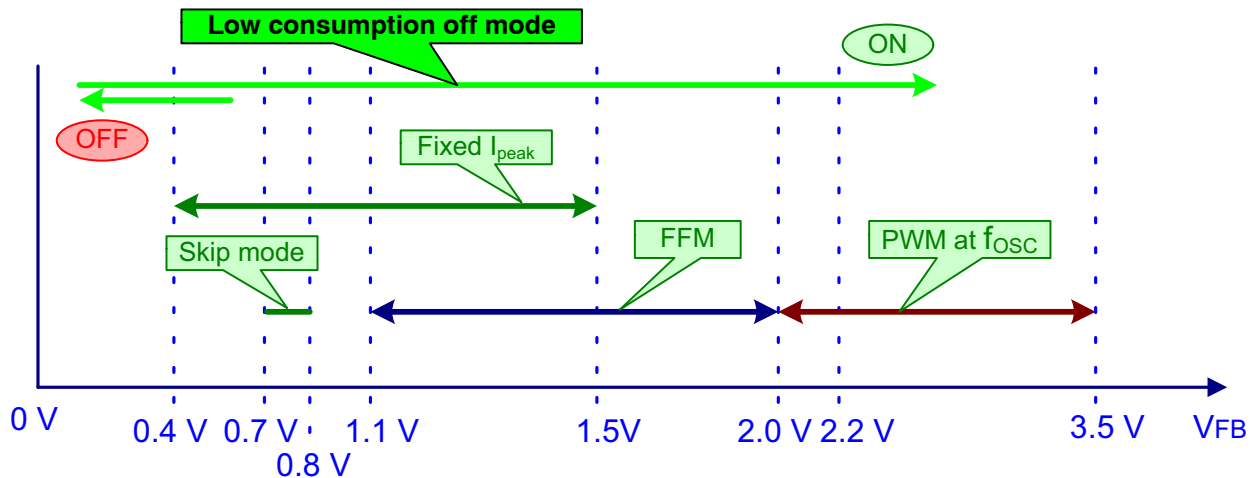 Low consumption off mode
ON
OFF
Fixed Ipeak
Skip mode
FFM
PWM at fOSC
0 V
0.4 V
0.7 V
0.8 V
1.1 V
1.5V
2.0 V
2.2 V
3.5 V
VFB